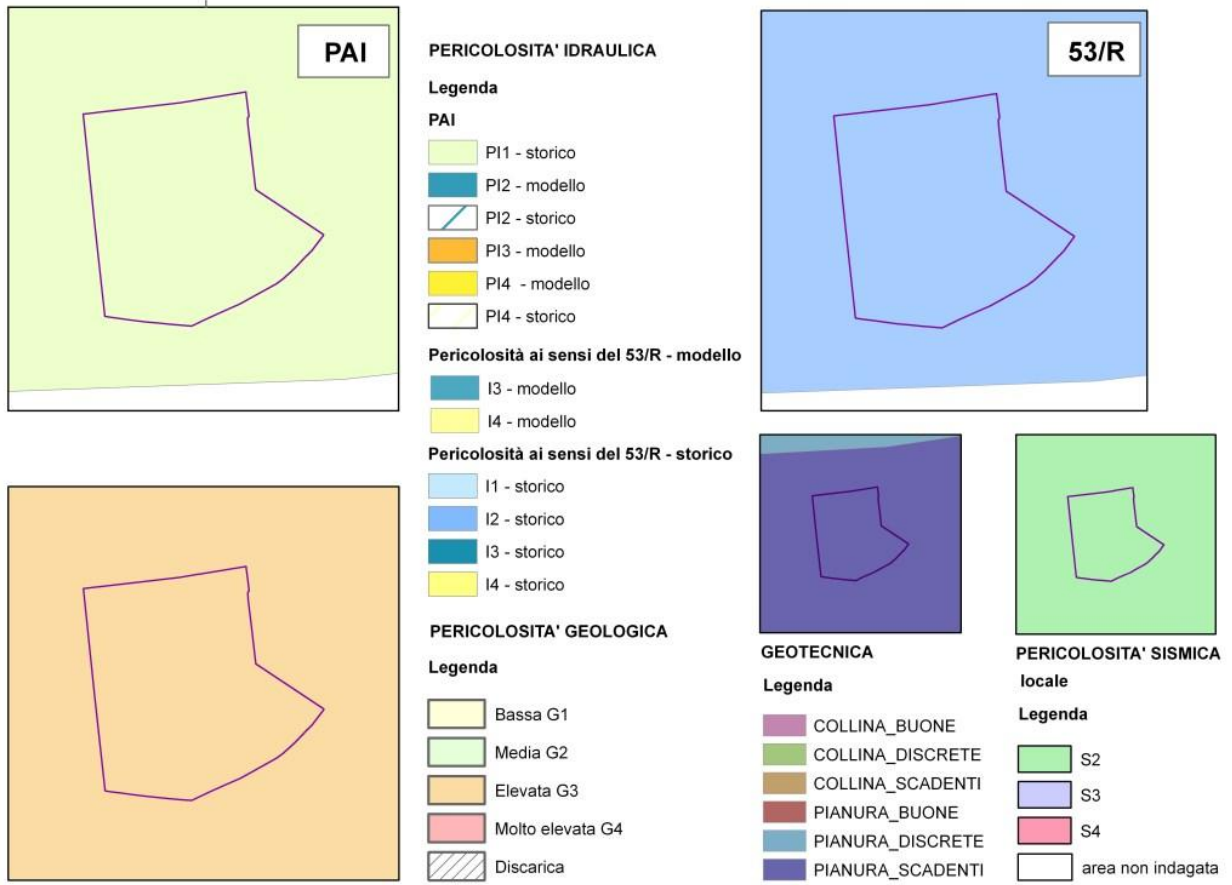 PAI
PERICOLOSITA' IDRAULICA
Legenda
PAI
PI1 - storico
PI2 - modello
PI2 - storico
PI3 - modello
PI4 - modello
PI4 - storico
Pericolosità ai sensi del 53/R - modello
I3 - modello
I4 - modello
Pericolosità ai sensi del 53/R - storico
I1 - storico
I2 - storico
I3 - storico
I4 - storico
PERICOLOSITA' GEOLOGICA
Legenda
Bassa G1
Media G2
Elevata G3
Molto elevata G4
Discarica
53/R
GEOTECNICA
Legenda
COLLINA_BUONE
COLLINA_DISCRETE
COLLINA_SCADENTI
PIANURA_BUONE
PIANURA_DISCRETE
PIANURA_SCADENTI
PERICOLOSITA' SISMICA
locale
Legenda
S2
S3
S4
area non indagata